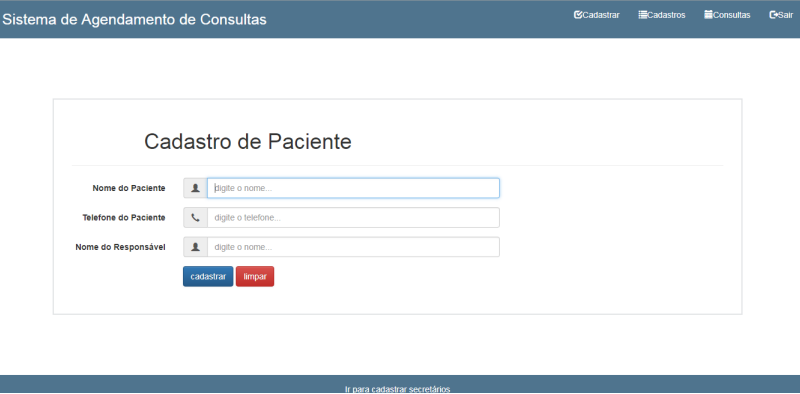 Sistema de Agendamento de Consultas
Cadastrar Cadastros Consultas Sair
Cadastro de Paciente
Nome do Paciente digite o nome...
Telefone do Paciente digite o telefone...
Nome do Responsável digite o nome...
cadastrar limpar
Ir para cadastrar secretários